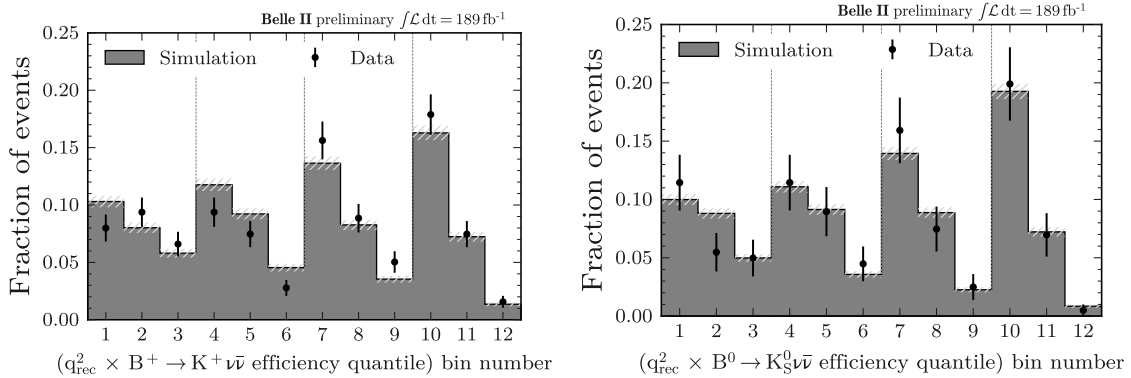 Belle II preliminary ∫ℒ dt = 189 fb⁻¹
0.25
0.20
0.15
0.10
0.05
0.00
Fraction of events
Simulation
Data
1 2 3 4 5 6 7 8 9 10 11 12
(q²rec × B⁺ → K⁺νν̄ efficiency quantile) bin number
Belle II preliminary ∫ℒ dt = 189 fb⁻¹
0.25
0.20
0.15
0.10
0.05
0.00
Fraction of events
Simulation
Data
1 2 3 4 5 6 7 8 9 10 11 12
(q²rec × B⁰ → K⁰Sνν̄ efficiency quantile) bin number